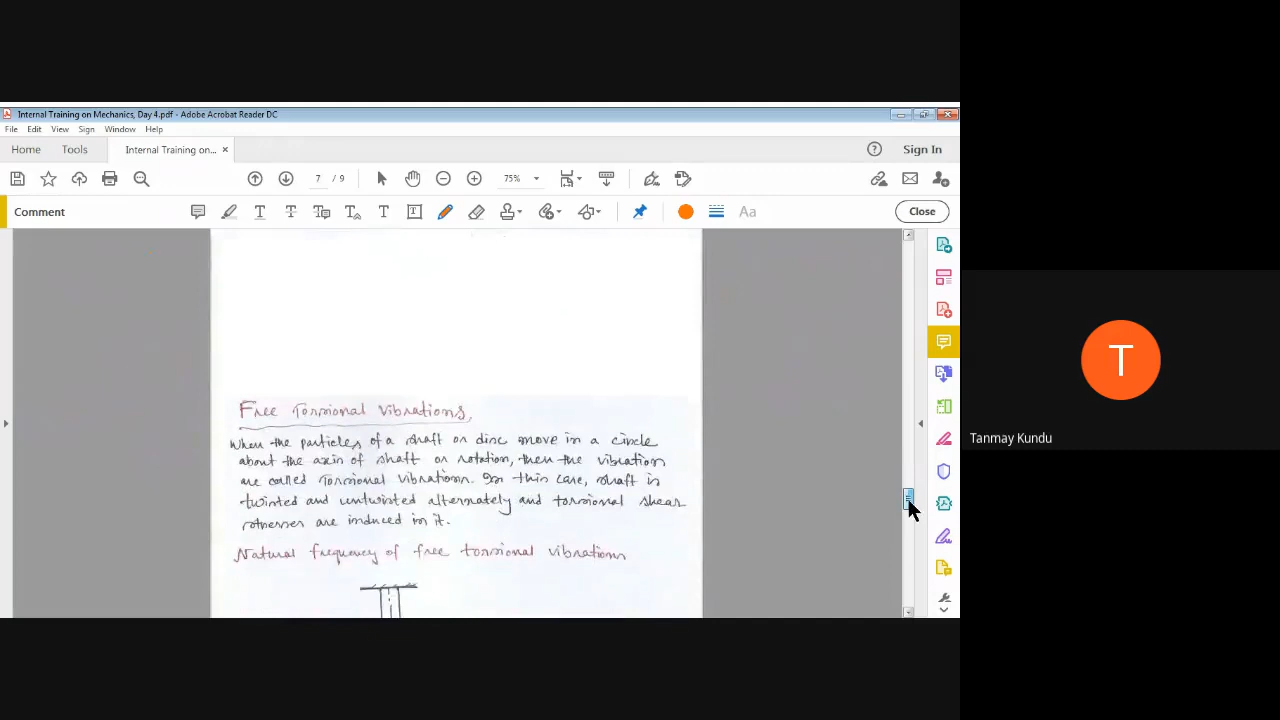 Internal Training on Mechanics, Day 4.pdf - Adobe Acrobat Reader DC
File Edit View Sign Window Help
Home Tools Internal Training on... × Sign In
7 / 9 75%
Comment Aa Close
Free Torsional Vibrations,
When the particles of a shaft or disc move in a circle
about the axis of shaft or rotation, then the vibration
are called Torsional Vibration. In this case, shaft is
twisted and untwisted alternately and torsional shear
stresses are induced in it.
Natural frequency of free torsional vibrations
T
Tanmay Kundu